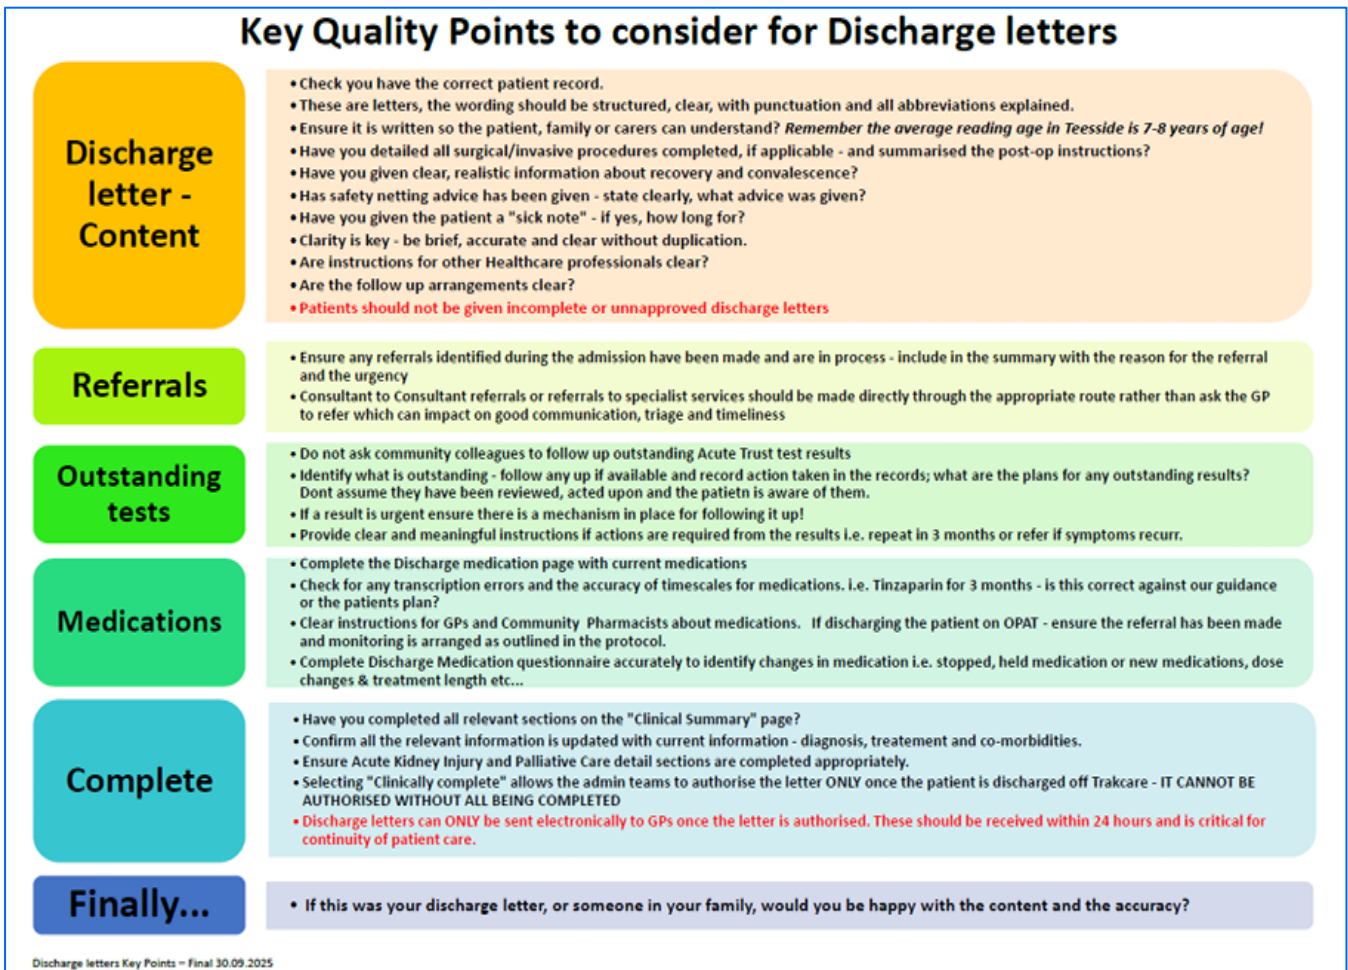 Key Quality Points to consider for Discharge letters
Discharge
letter -
Content
• Check you have the correct patient record.
• These are letters, the wording should be structured, clear, with punctuation and all abbreviations explained.
• Ensure it is written so the patient, family or carers can understand? Remember the average reading age in Teesside is 7-8 years of age!
• Have you detailed all surgical/invasive procedures completed, if applicable - and summarised the post-op instructions?
• Have you given clear, realistic information about recovery and convalescence?
• Has safety netting advice has been given - state clearly, what advice was given?
• Have you given the patient a "sick note" - if yes, how long for?
• Clarity is key - be brief, accurate and clear without duplication.
• Are instructions for other Healthcare professionals clear?
• Are the follow up arrangements clear?
• Patients should not be given incomplete or unnapproved discharge letters
Referrals
• Ensure any referrals identified during the admission have been made and are in process - include in the summary with the reason for the referral
and the urgency
• Consultant to Consultant referrals or referrals to specialist services should be made directly through the appropriate route rather than ask the GP
to refer which can impact on good communication, triage and timeliness
Outstanding
tests
• Do not ask community colleagues to follow up outstanding Acute Trust test results
• Identify what is outstanding - follow any up if available and record action taken in the records; what are the plans for any outstanding results?
Dont assume they have been reviewed, acted upon and the patietn is aware of them.
• If a result is urgent ensure there is a mechanism in place for following it up!
• Provide clear and meaningful instructions if actions are required from the results i.e. repeat in 3 months or refer if symptoms recurr.
Medications
• Complete the Discharge medication page with current medications
• Check for any transcription errors and the accuracy of timescales for medications. i.e. Tinzaparin for 3 months - is this correct against our guidance
or the patients plan?
• Clear instructions for GPs and Community Pharmacists about medications. If discharging the patient on OPAT - ensure the referral has been made
and monitoring is arranged as outlined in the protocol.
• Complete Discharge Medication questionnaire accurately to identify changes in medication i.e. stopped, held medication or new medications, dose
changes & treatment length etc...
Complete
• Have you completed all relevant sections on the "Clinical Summary" page?
• Confirm all the relevant information is updated with current information - diagnosis, treatement and co-morbidities.
• Ensure Acute Kidney Injury and Palliative Care detail sections are completed appropriately.
• Selecting "Clinically complete" allows the admin teams to authorise the letter ONLY once the patient is discharged off Trakcare - IT CANNOT BE
AUTHORISED WITHOUT ALL BEING COMPLETED
• Discharge letters can ONLY be sent electronically to GPs once the letter is authorised. These should be received within 24 hours and is critical for
continuity of patient care.
Finally...
• If this was your discharge letter, or someone in your family, would you be happy with the content and the accuracy?
Discharge letters Key Points – Final 30.09.2025